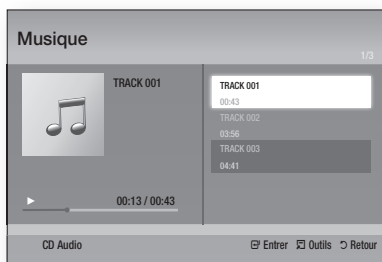 Musique
1/3
TRACK 001
00:13 / 00:43
TRACK 001
00:43
TRACK 002
03:56
TRACK 003
04:41
CD Audio
Entrer Outils Retour